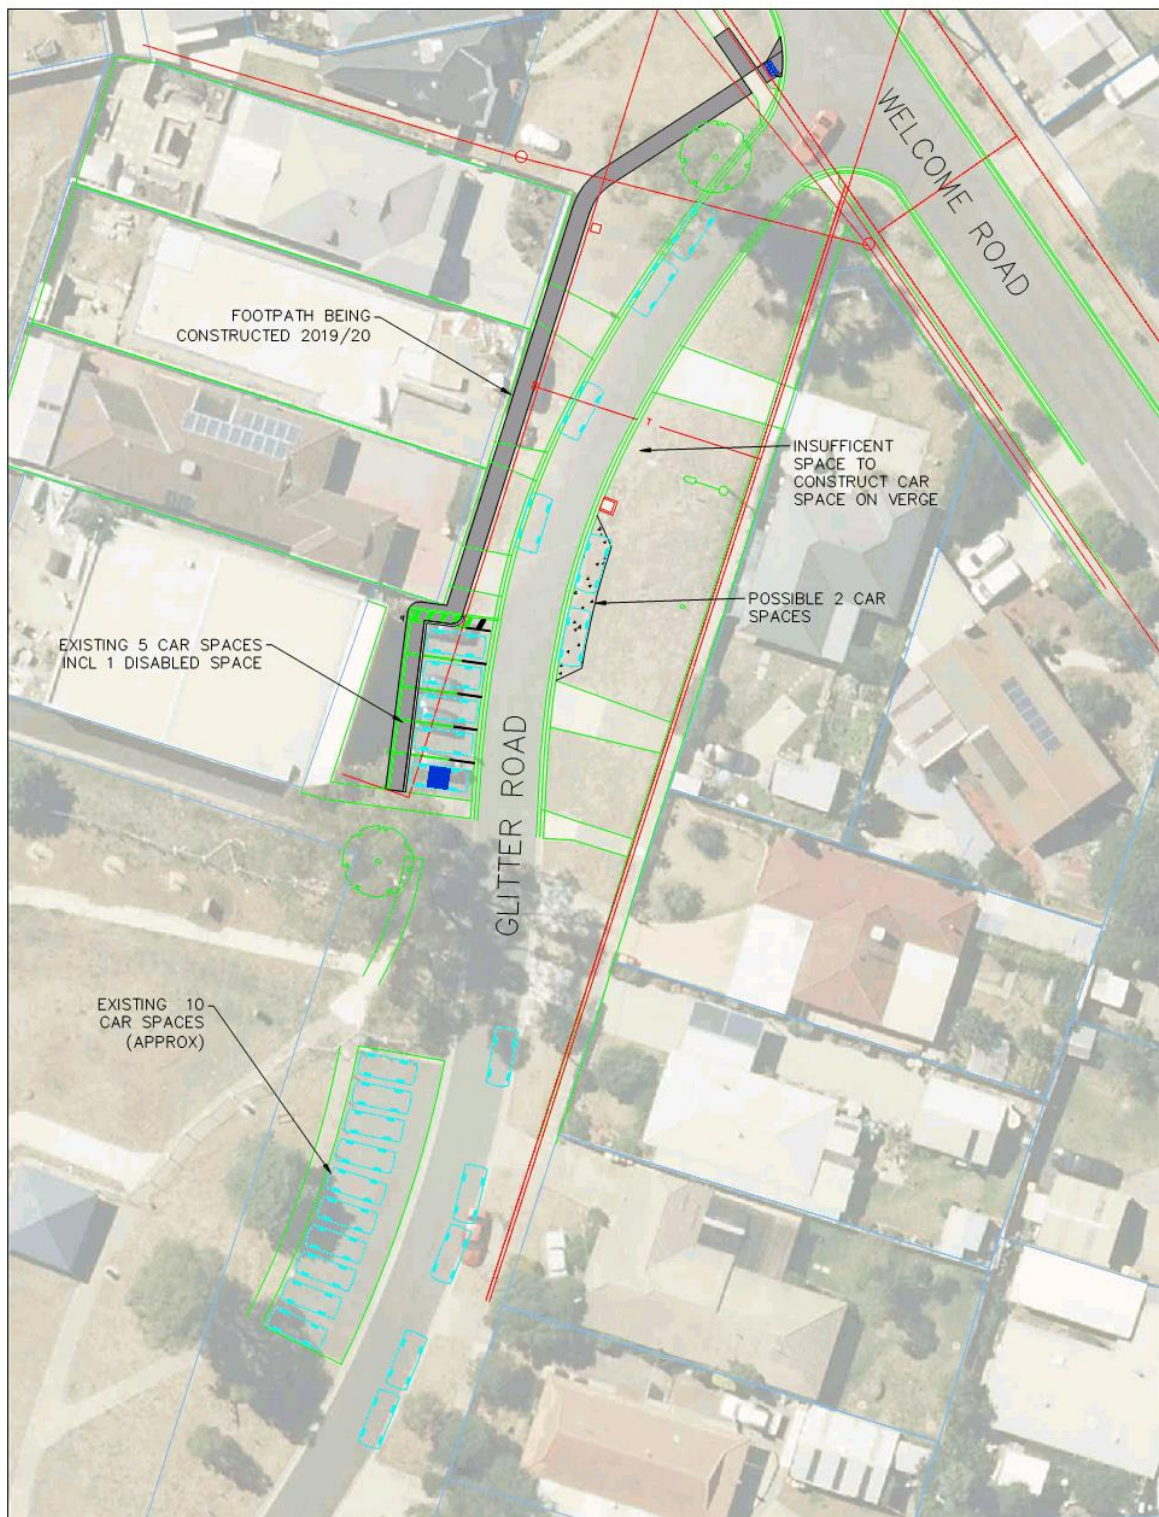 WELCOME ROAD
FOOTPATH BEING
CONSTRUCTED 2019/20
INSUFFICENT
SPACE TO
CONSTRUCT CAR
SPACE ON VERGE
POSSIBLE 2 CAR
SPACES
EXISTING 5 CAR SPACES
INCL 1 DISABLED SPACE
GLITTER ROAD
EXISTING 10
CAR SPACES
(APPROX)